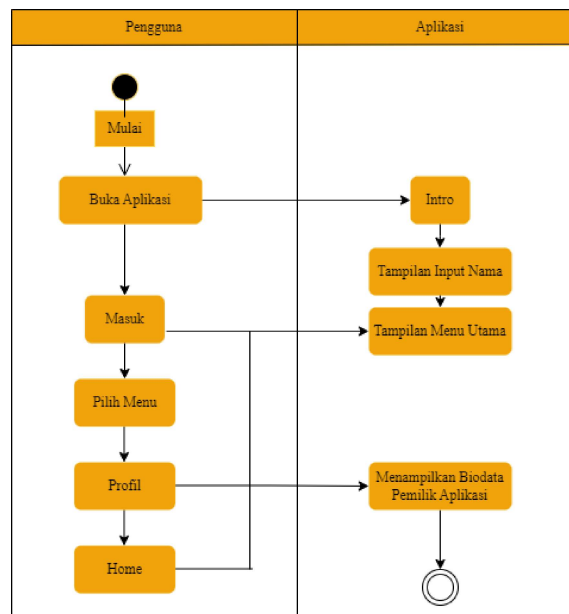 Pengguna
Aplikasi
Mulai
Buka Aplikasi
Intro
Tampilan Input Nama
Masuk
Tampilan Menu Utama
Pilih Menu
Profil
Menampilkan Biodata
Pemilik Aplikasi
Home